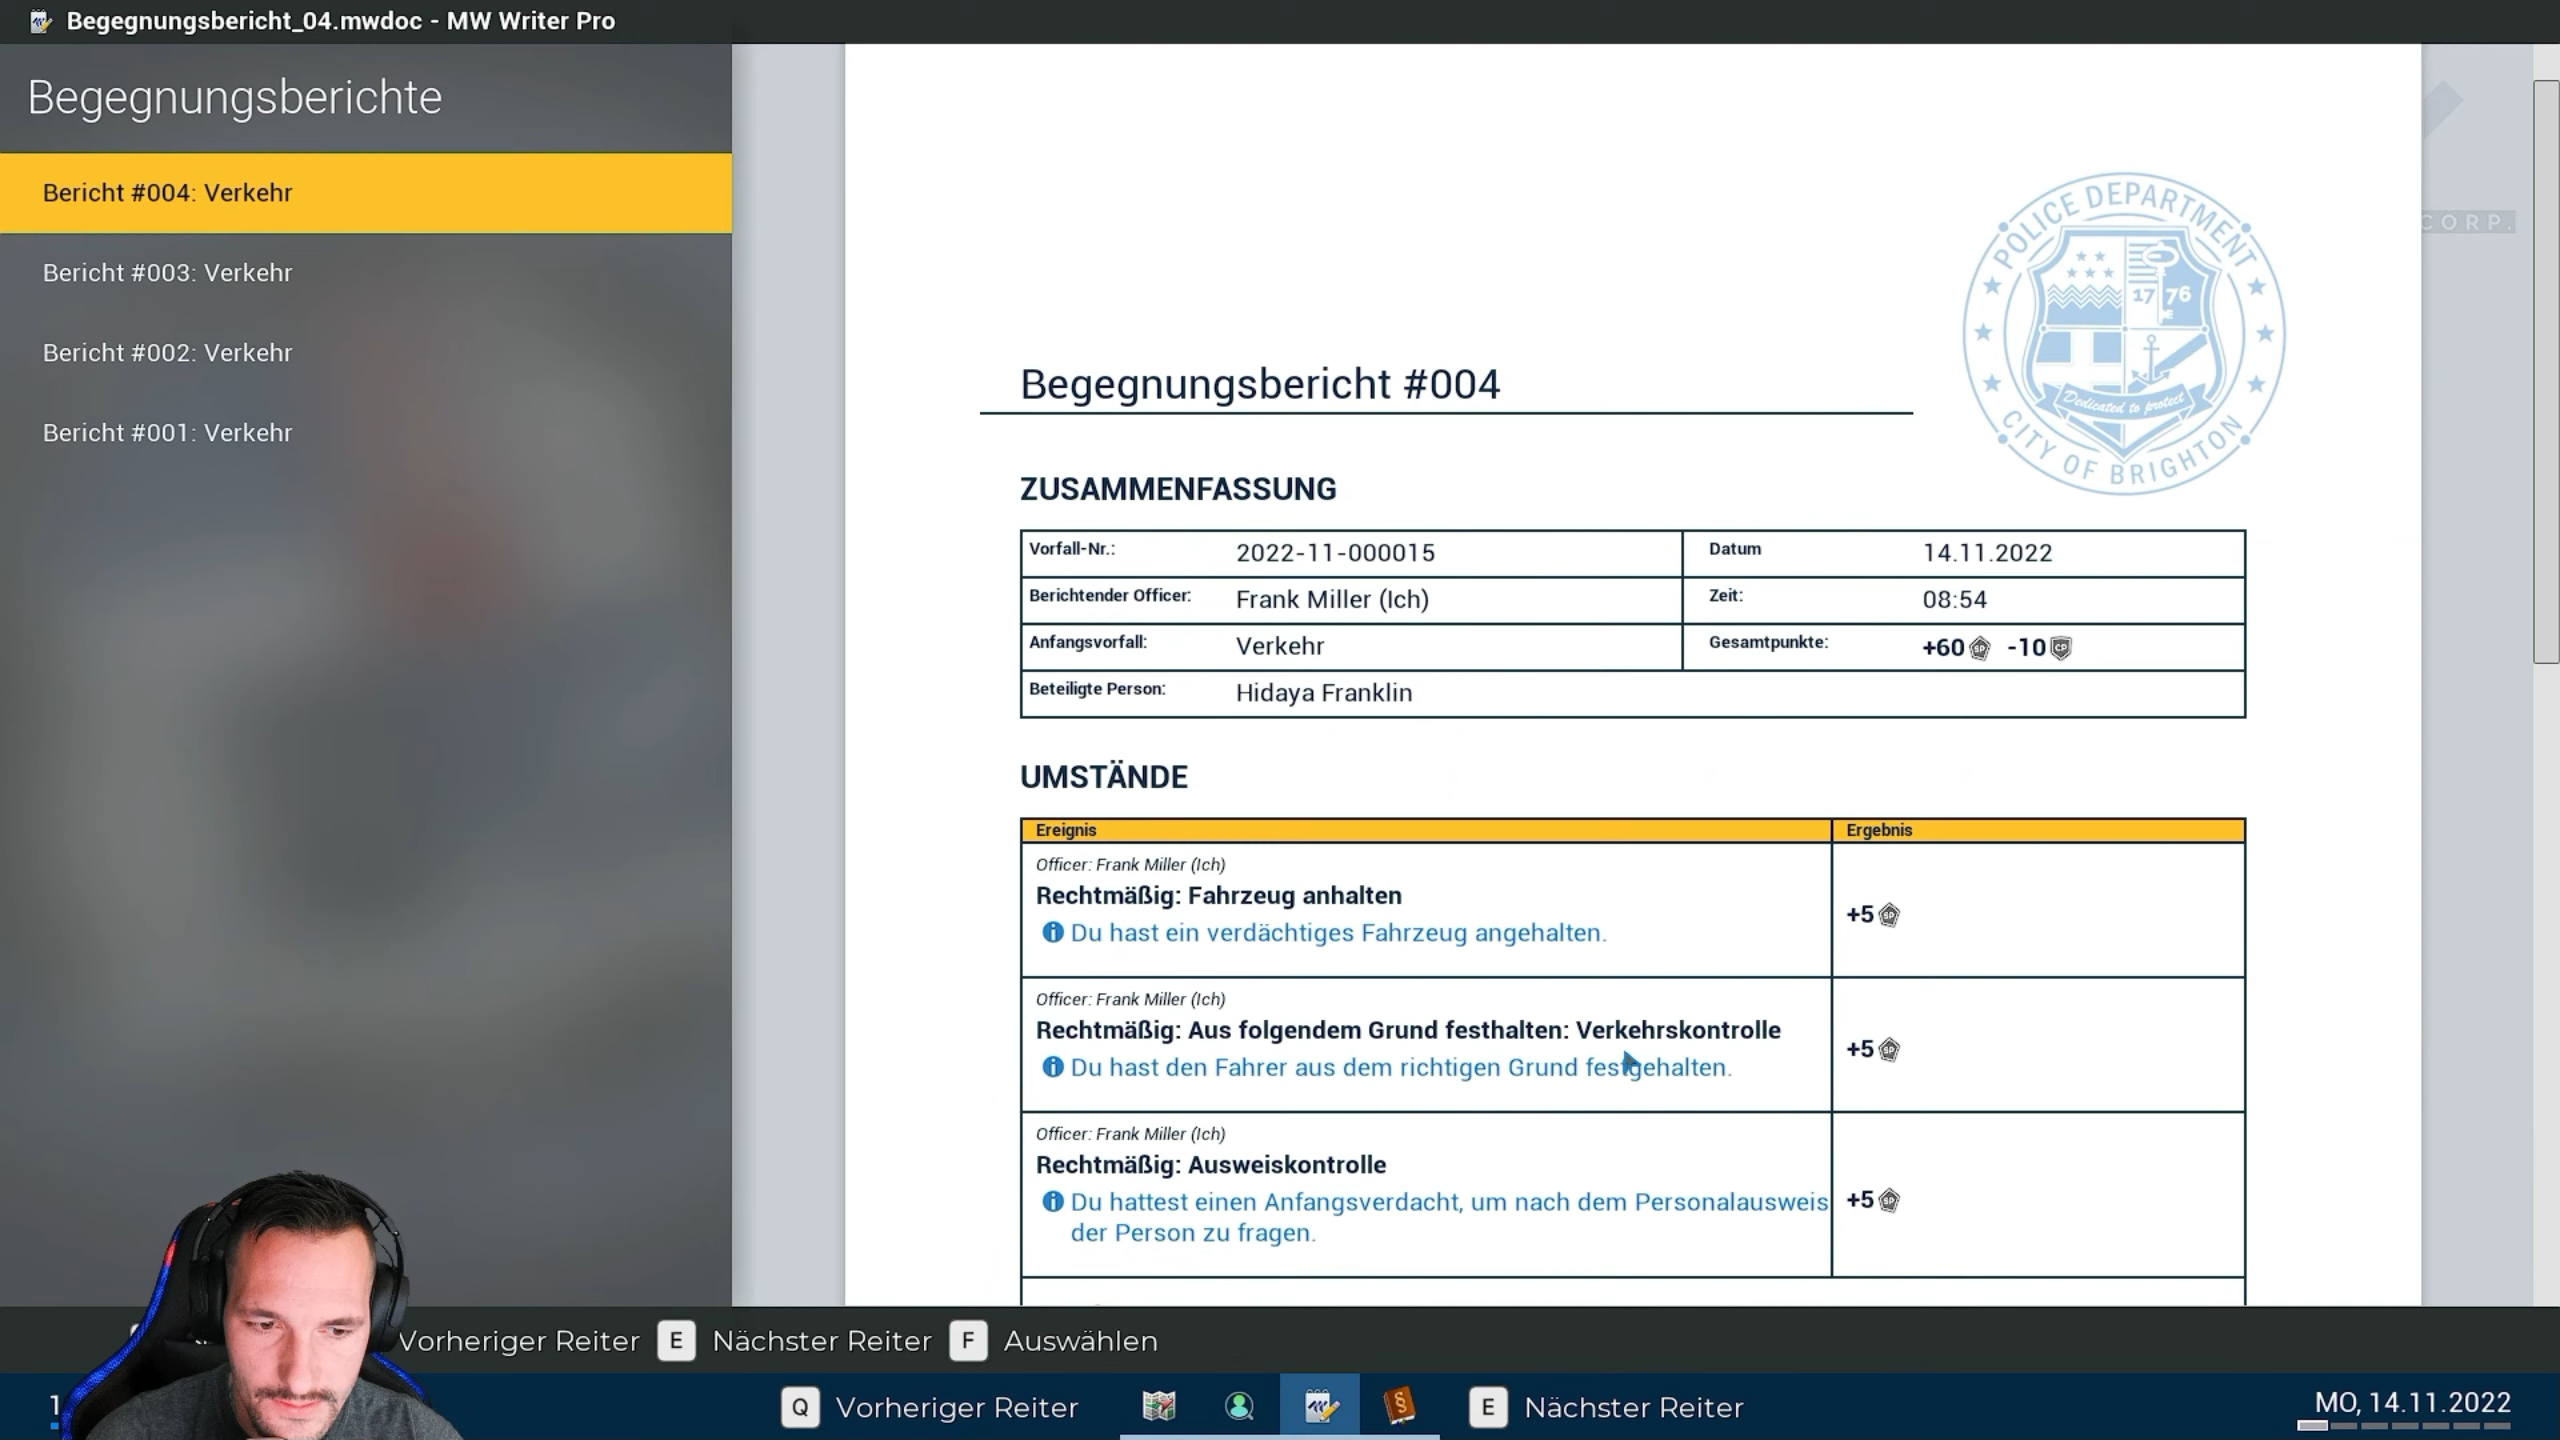 Begegnungsbericht_04.mwdoc - MW Writer Pro
Begegnungsberichte
Bericht #004: Verkehr
Bericht #003: Verkehr
Bericht #002: Verkehr
Bericht #001: Verkehr
CORP.
POLICE DEPARTMENT
1776
Dedicated to protect
CITY OF BRIGHTON
Begegnungsbericht #004
ZUSAMMENFASSUNG
Vorfall-Nr.: 2022-11-000015 Datum 14.11.2022
Berichtender Officer: Frank Miller (Ich) Zeit: 08:54
Anfangsvorfall: Verkehr Gesamtpunkte: +60 SP -10 CP
Beteiligte Person: Hidaya Franklin
UMSTÄNDE
Ereignis Ergebnis
Officer: Frank Miller (Ich)
Rechtmäßig: Fahrzeug anhalten
Du hast ein verdächtiges Fahrzeug angehalten.
+5 SP
Officer: Frank Miller (Ich)
Rechtmäßig: Aus folgendem Grund festhalten: Verkehrskontrolle
Du hast den Fahrer aus dem richtigen Grund festgehalten.
+5 SP
Officer: Frank Miller (Ich)
Rechtmäßig: Ausweiskontrolle
Du hattest einen Anfangsverdacht, um nach dem Personalausweis
der Person zu fragen.
+5 SP
Vorheriger Reiter E Nächster Reiter F Auswählen
Q Vorheriger Reiter § E Nächster Reiter
MO, 14.11.2022